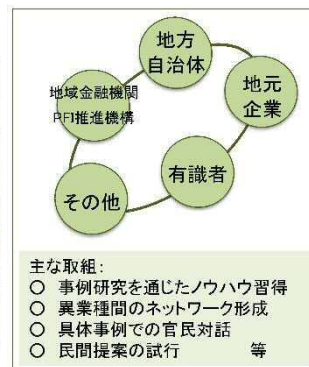 地方
自治体
地元
企業
有識者
その他
地域金融機関
PFI推進機構
主な取組:
○ 事例研究を通じたノウハウ習得
○ 異業種間のネットワーク形成
○ 具体事例での官民対話
○ 民間提案の試行 等